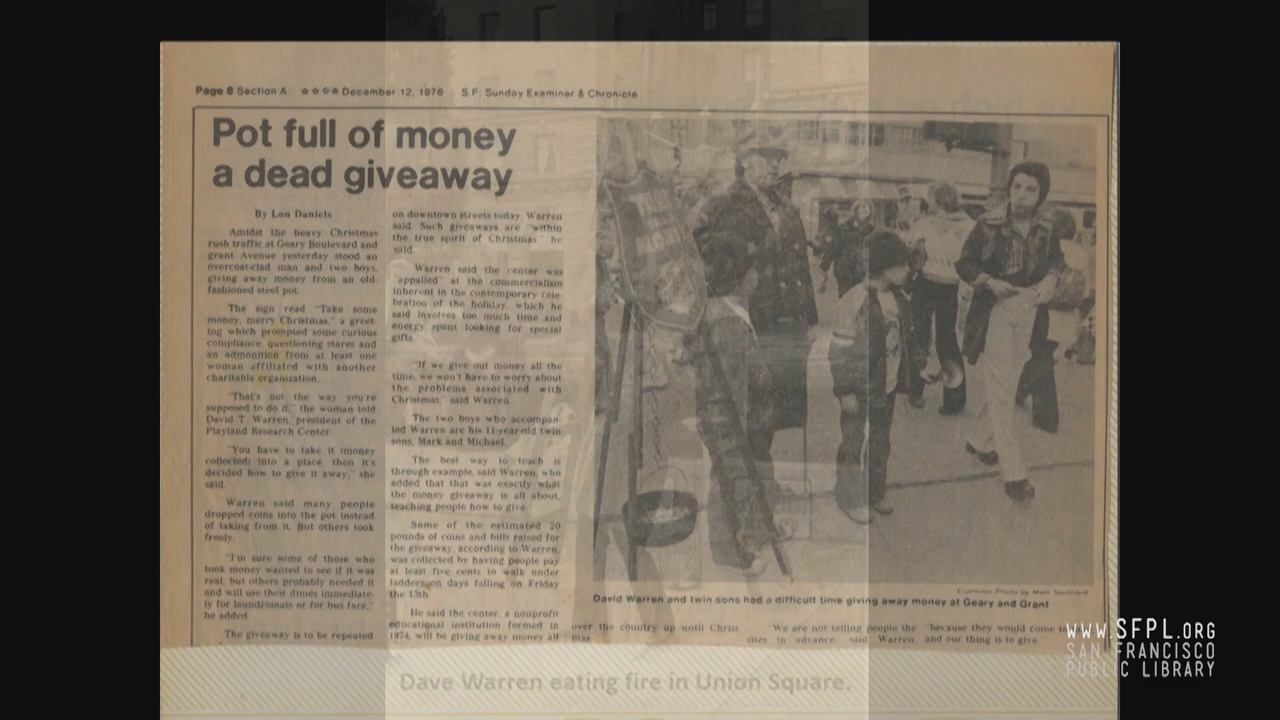 Page 8 Section A ☆☆☆☆ December 12, 1976 S.F. Sunday Examiner & Chronicle
Pot full of money
a dead giveaway
By Lon Daniels
Amidst the heavy Christmas
rush traffic at Geary Boulevard and
grant Avenue yesterday stood an
overcoat-clad man and two boys,
giving away money from an old-
fashioned steel pot.
The sign read "Take some
money, merry Christmas," a greet-
ing which prompted some curious
compliance, questioning stares and
an admonition from at least one
woman affiliated with another
charitable organization.
"That's not the way you're
supposed to do it," the woman told
David T. Warren, president of the
Playland Research Center.
"You have to take it (money
collected) into a place, then it's
decided how to give it away," she
said.
Warren said many people
dropped coins into the pot instead
of taking from it. But others took
freely.
"I'm sure some of those who
took money wanted to see if it was
real, but others probably needed it
and will use their dimes immediate-
ly for laundromats or for bus fare,"
he added.
The giveaway is to be repeated
on downtown streets today, Warren
said. Such giveaways are "within
the true spirit of Christmas" he
said.
Warren said the center was
"appalled" at the commercialism
inherent in the contemporary cele-
bration of the holiday, which he
said involves too much time and
energy spent looking for special
gifts.
"If we give out money all the
time, we won't have to worry about
the problems associated with
Christmas," said Warren.
The two boys who accompan-
ied Warren are his 11-year-old twin
sons, Mark and Michael.
The best way to teach is
through example, said Warren, who
added that that was exactly what
the money giveaway is all about,
teaching people how to give.
Some of the estimated 20
pounds of coins and bills raised for
the giveaway, according to Warren,
was collected by having people pay
at least five cents to walk under
ladders on days falling on Friday
the 13th.
He said the center, a nonprofit
educational institution formed in
1974, will be giving away money all
Examiner Photo by Matt
David Warren and twin sons had a difficult time giving away money at Geary and Grant
over the country up until Christ-
mas.
"We are not telling people the
sites in advance, said Warren,
"because they would come to
and our thing is to give."
WWW.SFPL.ORG
SAN FRANCISCO
PUBLIC LIBRARY
Dave Warren eating fire in Union Square.